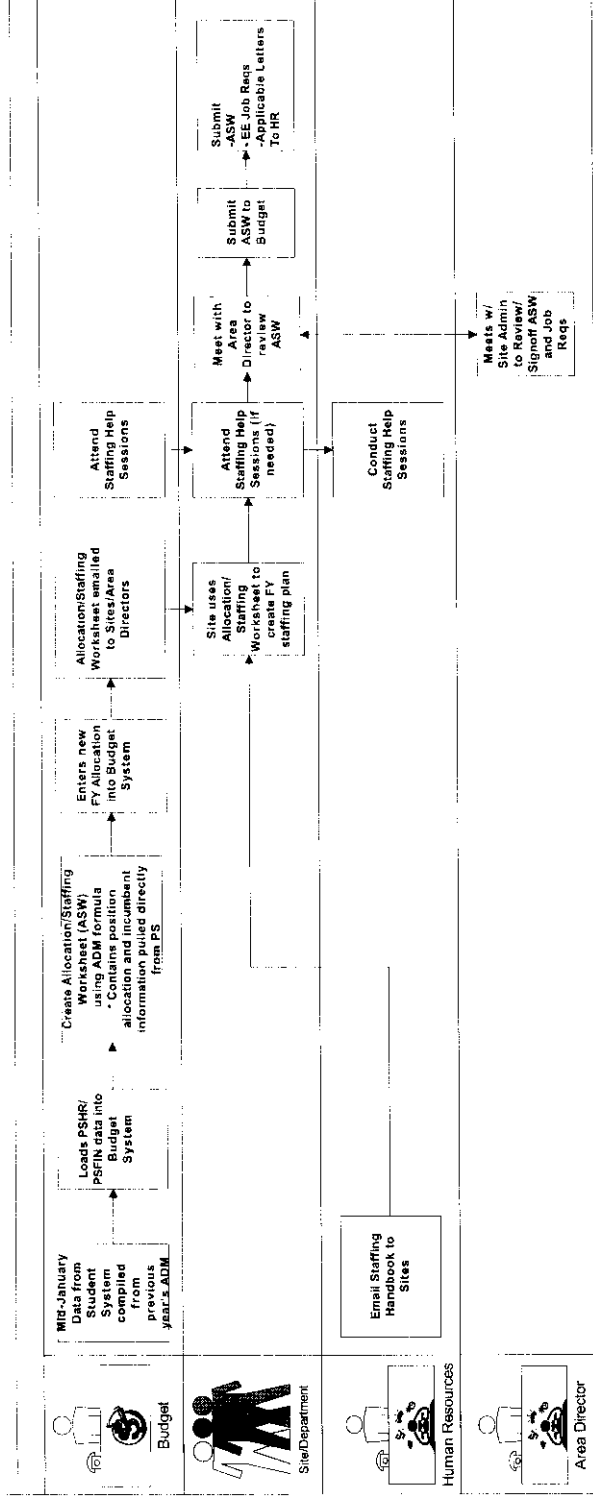 Budget
Mid-January
Data from
Student
System
compiled
from
previous
year's ADM
Loads PSHR/
PSFIN data into
Budget
System
Create Allocation/Staffing
Worksheet (ASW)
using ADM formula
* Contains position
allocation and incumbent
information pulled directly
from PS
Enters new
FY Allocation
into Budget
System
Allocation/Staffing
Worksheet emailed
to Sites/Area
Directors
Attend
Staffing Help
Sessions
Site/Department
Site uses
Allocation/
Staffing
Worksheet to
create FY
staffing plan
Attend
Staffing Help
Sessions (if
needed)
Meet with
Area
Director to
review
ASW
Submit
ASW to
Budget
Submit
-ASW
- EE Job Reqs
-Applicable Letters
To HR
Human Resources
Email Staffing
Handbook to
Sites
Conduct
Staffing Help
Sessions
Area Director
Meets w/
Site Admin
to Review/
Signoff ASW
and Job
Reqs